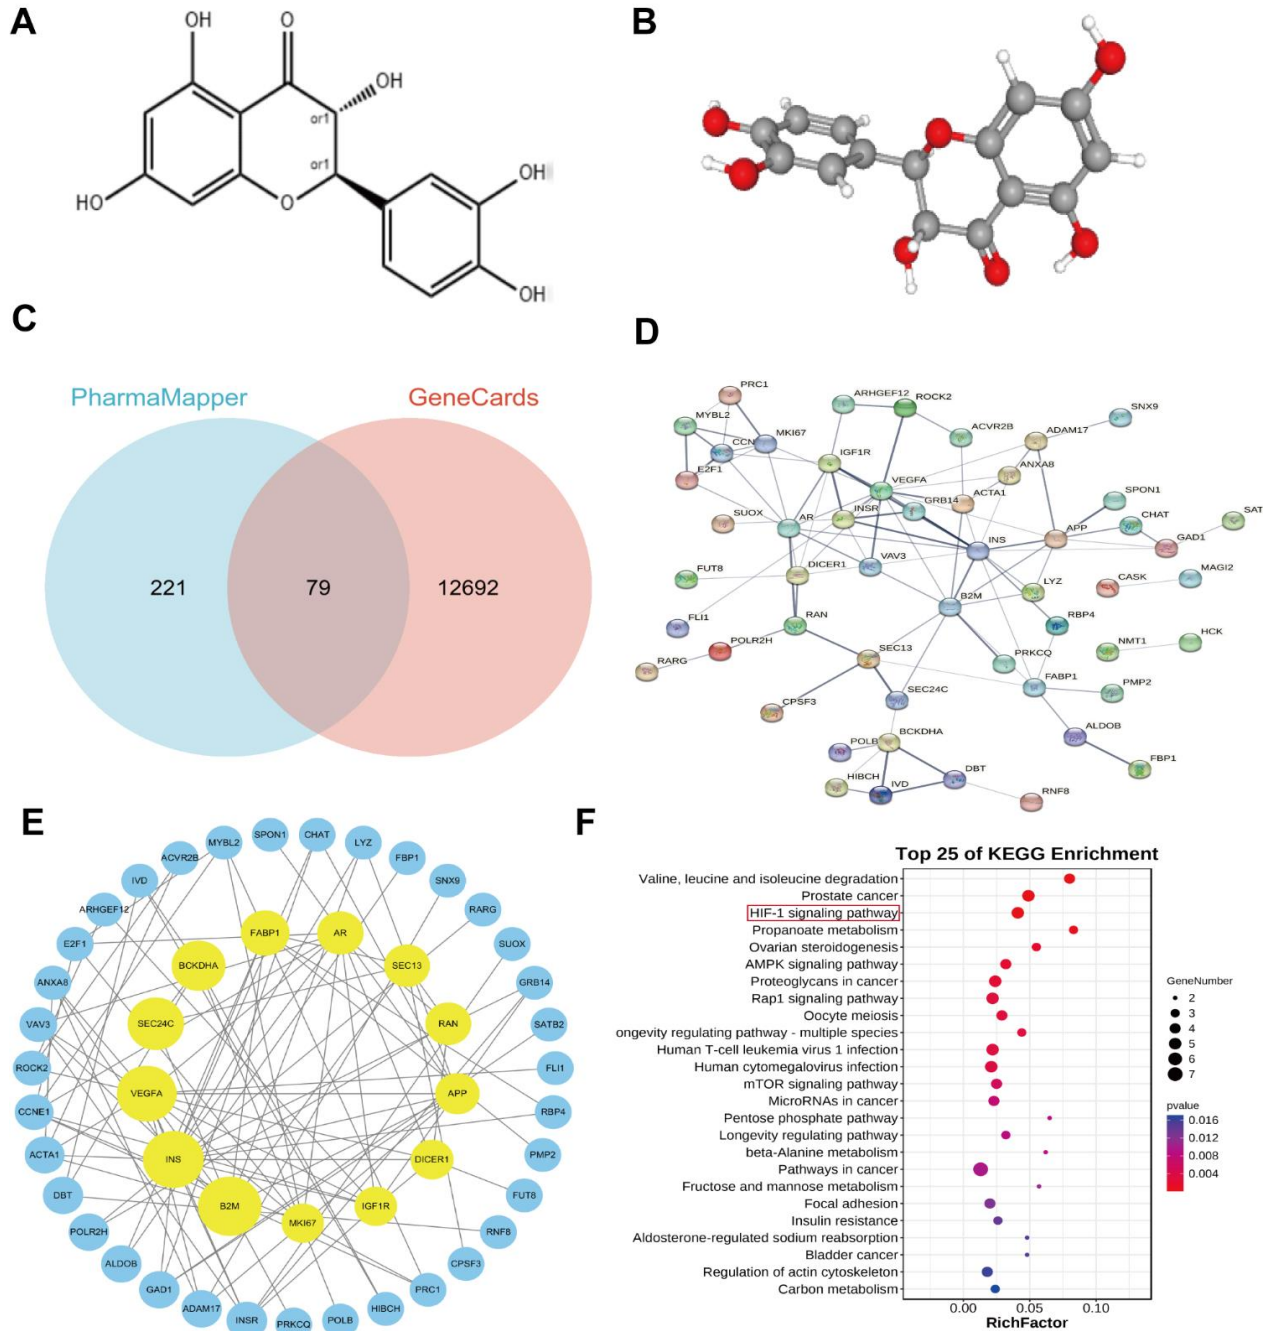 A
OH
O
OH
or1
or1
HO
O
OH
OH
B
C
PharmaMapper
GeneCards
221
79
12692
D
PRC1
MYBL2
CCN
MKI67
E2F1
ARHGEF12
ROCK2
ACVR2B
ADAM17
SNX9
IGF1R
ANXA8
VEGFA
GRB14
ACTA1
SPON1
SUOX
AR
INSR
INS
APP
CHAT
GAD1
SAT
FUT8
DICER1
VAV3
LYZ
CASK
MAGI2
B2M
RBP4
FLI1
RAN
NMT1
HCK
RARG
POLR2H
SEC13
PRKCQ
FABP1
PMP2
CPSF3
SEC24C
ALDOB
FBP1
POLB
BCKDHA
HIBCH
IVD
DBT
RNF8
E
SPON1
CHAT
LYZ
FBP1
SNX9
RARG
SUOX
GRB14
SATB2
FLI1
RBP4
PMP2
FUT8
RNF8
CPSF3
PRC1
HIBCH
POLB
PRKCQ
INSR
ADAM17
GAD1
ALDOB
POLR2H
DBT
ACTA1
CCNE1
ROCK2
VAV3
ANXA8
E2F1
ARHGEF12
IVD
ACVR2B
MYBL2
FABP1
AR
SEC13
RAN
APP
DICER1
IGF1R
MKI67
B2M
INS
VEGFA
SEC24C
BCKDHA
F
Top 25 of KEGG Enrichment
Valine, leucine and isoleucine degradation
Prostate cancer
HIF-1 signaling pathway
Propanoate metabolism
Ovarian steroidogenesis
AMPK signaling pathway
Proteoglycans in cancer
Rap1 signaling pathway
Oocyte meiosis
ongevity regulating pathway - multiple species
Human T-cell leukemia virus 1 infection
Human cytomegalovirus infection
mTOR signaling pathway
MicroRNAs in cancer
Pentose phosphate pathway
Longevity regulating pathway
beta-Alanine metabolism
Pathways in cancer
Fructose and mannose metabolism
Focal adhesion
Insulin resistance
Aldosterone-regulated sodium reabsorption
Bladder cancer
Regulation of actin cytoskeleton
Carbon metabolism
0.00
0.05
0.10
RichFactor
GeneNumber
2
3
4
5
6
7
pvalue
0.016
0.012
0.008
0.004